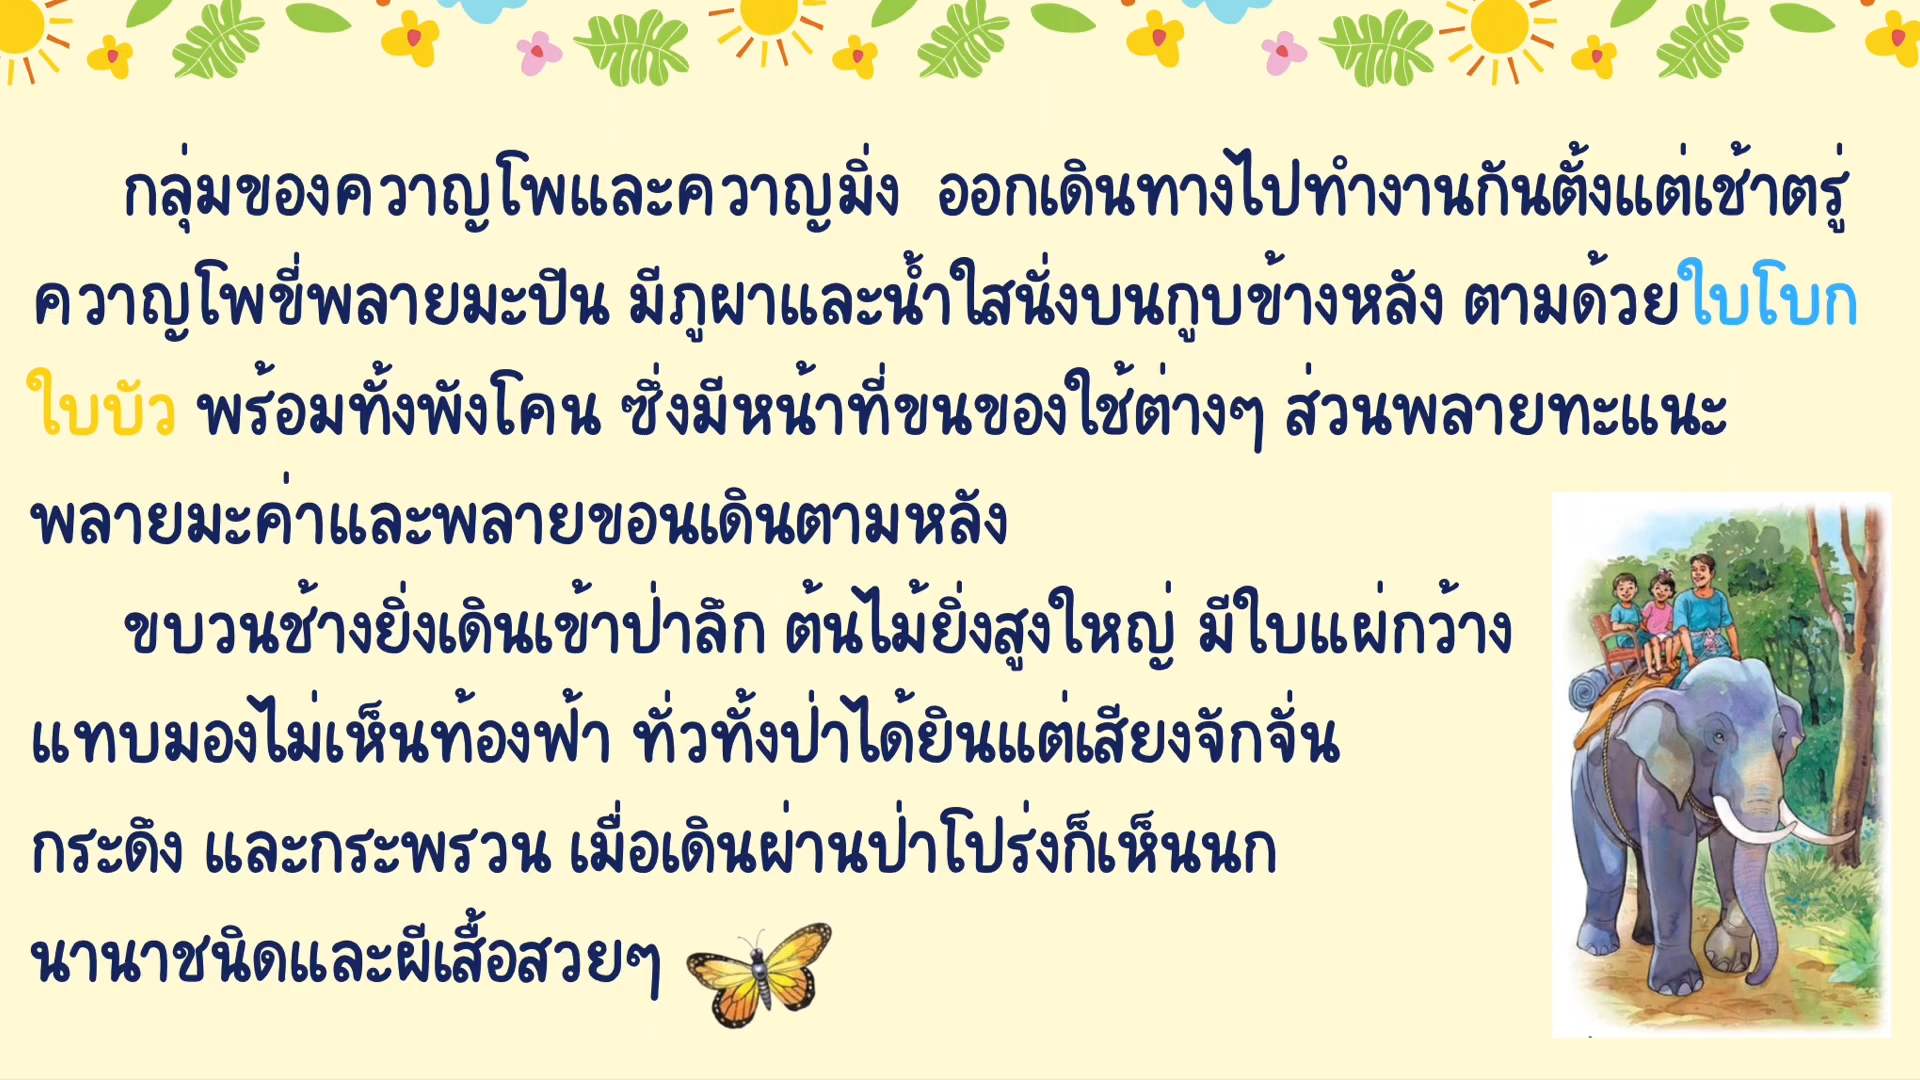 กลุ่มของควาญโพและควาญมิ่ง ออกเดินทางไปทำงานกันตั้งแต่เช้าตรู่
ควาญโพขี่พลายมะปิน มีภูผาและน้ำใสนั่งบนกูบข้างหลัง ตามด้วยใบโบก
ใบบัว พร้อมทั้งพังโคน ซึ่งมีหน้าที่ขนของใช้ต่างๆ ส่วนพลายทะแนะ
พลายมะค่าและพลายขอนเดินตามหลัง
ขบวนช้างยิ่งเดินเข้าป่าลึก ต้นไม้ยิ่งสูงใหญ่ มีใบแผ่กว้าง
แทบมองไม่เห็นท้องฟ้า ทั่วทั้งป่าได้ยินแต่เสียงจักจั่น
กระดึง และกระพรวน เมื่อเดินผ่านป่าโปร่งก็เห็นนก
นานาชนิดและผีเสื้อสวยๆ